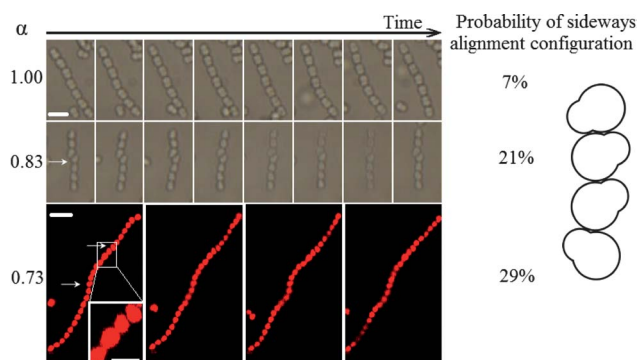 α
Time
Probability of sideways
alignment configuration
1.00
7%
0.83
21%
0.73
29%